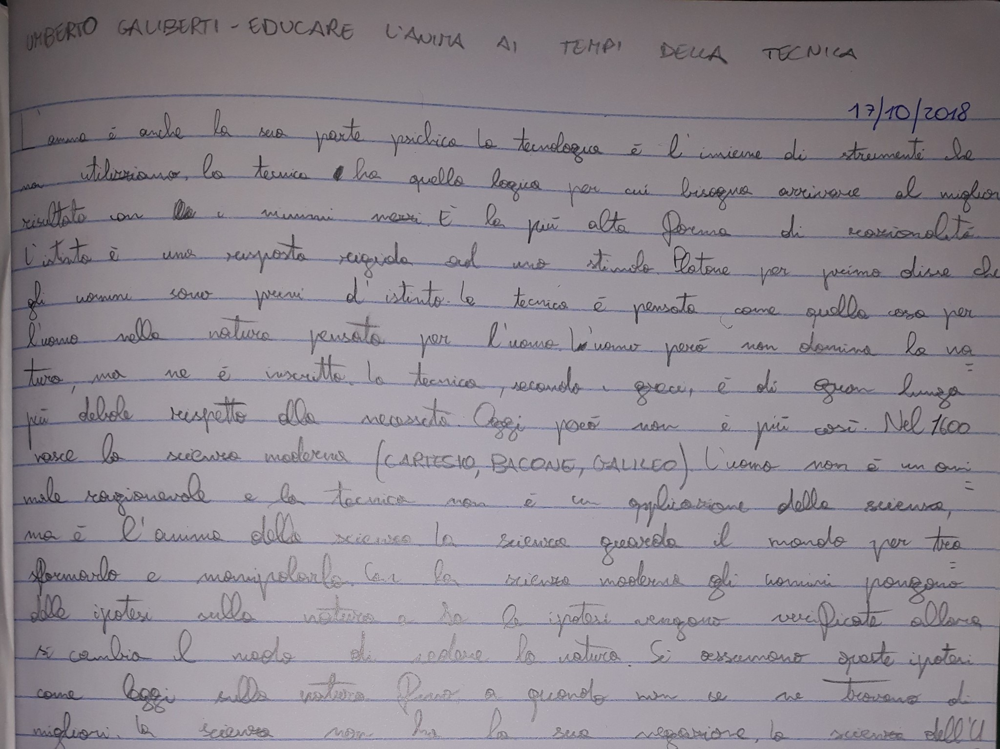 UMBERTO GALIBERTI - EDUCARE L'ANIMA AI TEMPI DELLA TECNICA
17/10/2018
L'anima è anche la sua parte psichica la tecnologia è l'insieme di strumenti che
noi utilizziamo, la tecnica ha quella logica per cui bisogna arrivare al miglior
risultato con i minimi mezzi. È la più alta forma di razionalità
L'istinto è una risposta rigida ad uno stimolo. Platone per primo disse che
gli uomini sono privi d'istinto. La tecnica è pensata come quella cosa per
l'uomo nella natura pensata per l'uomo. L'uomo però non domina la na
tura, ma ne è inscritto. La tecnica, secondo i greci, è di gran lunga
più debole rispetto alla necessità. Oggi però non è più così. Nel 1600
nasce la scienza moderna (CARTESIO, BACONE, GALILEO). L'uomo non è un ani=
male ragionevole e la tecnica non è un applicazione della scienza,
ma è l'anima della scienza. La scienza guarda il mondo per tra=
sformarlo e manipolarlo. Con la scienza moderna gli uomini pongono
delle ipotesi sulla natura e se le ipotesi vengono verificate allora
si cambia il modo di vedere la natura. Si assumono queste ipotesi
come leggi sulla natura fino a quando non se ne trovano di
migliori. La scienza non ha la sua negazione, la scienza dell'U